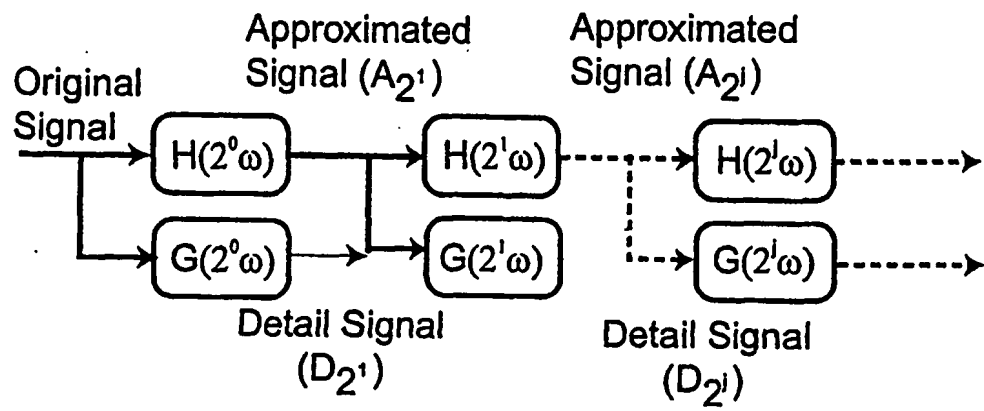 Original
Signal
Approximated
Signal (A₂¹)
Approximated
Signal (A₂ʲ)
H(2⁰ω)
H(2¹ω)
H(2ʲω)
G(2⁰ω)
G(2¹ω)
G(2ʲω)
Detail Signal
(D₂¹)
Detail Signal
(D₂ʲ)